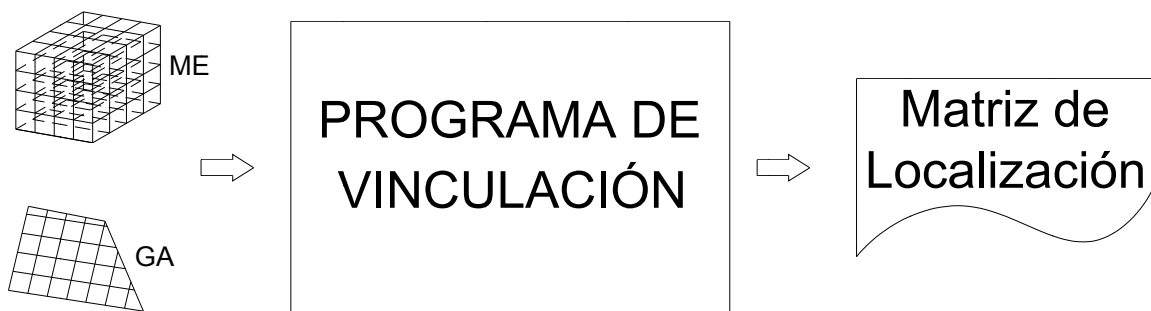 ME
GA
PROGRAMA DE
VINCULACIÓN
Matriz de
Localización